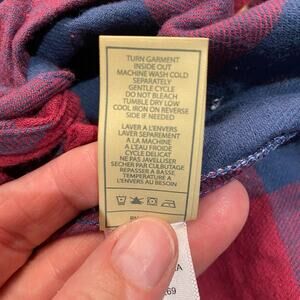 TURN GARMENT
INSIDE OUT
MACHINE WASH COLD
SEPARATELY
GENTLE CYCLE
DO NOT BLEACH
TUMBLE DRY LOW
COOL IRON ON REVERSE
SIDE IF NEEDED
LAVER A L'ENVERS
LAVER SEPAREMENT
A LA MACHINE
A L'EAU FROIDE
CYCLE DELICAT
NE PAS JAVELISER
SECHER PAR CULBUTAGE
REPASSER A BASSE
TEMPERATURE A
L'ENVERS SI BESOIN